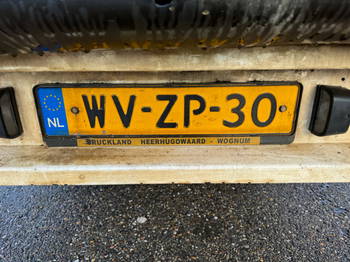 WV-ZP-30
NL
TRUCKLAND HEERHUGOWAARD - WOGNUM